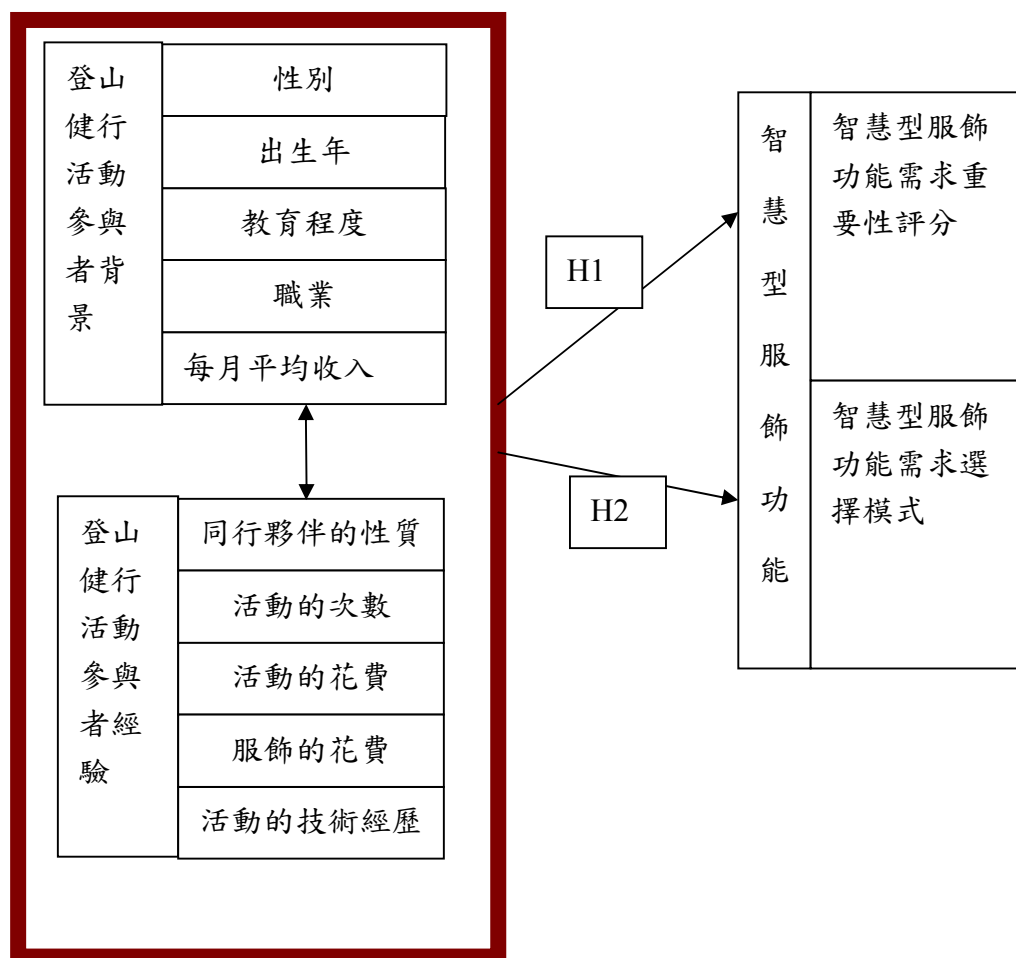 登山
健行
活動
參與
者背
景
性別
出生年
教育程度
職業
每月平均收入
登山
健行
活動
參與
者經
驗
同行夥伴的性質
活動的次數
活動的花費
服飾的花費
活動的技術經歷
H1
H2
智
慧
型
服
飾
功
能
智慧型服飾
功能需求重
要性評分
智慧型服飾
功能需求選
擇模式